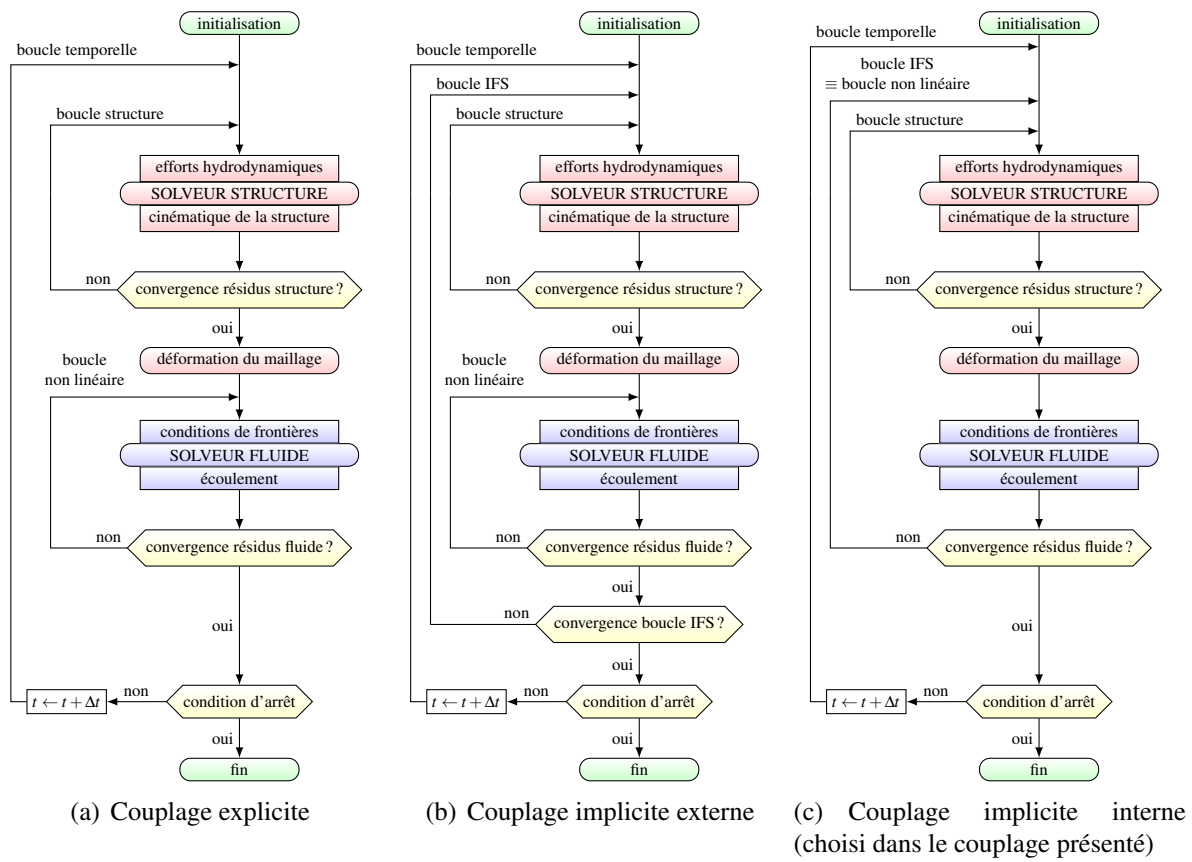 initialisation
boucle temporelle
boucle structure
efforts hydrodynamiques
SOLVEUR STRUCTURE
cinématique de la structure
non
convergence résidus structure ?
oui
déformation du maillage
boucle
non linéaire
conditions de frontières
SOLVEUR FLUIDE
écoulement
non
convergence résidus fluide ?
oui
t ← t + Δt
non
condition d'arrêt
oui
fin
(a) Couplage explicite
initialisation
boucle temporelle
boucle IFS
boucle structure
efforts hydrodynamiques
SOLVEUR STRUCTURE
cinématique de la structure
non
convergence résidus structure ?
oui
déformation du maillage
boucle
non linéaire
conditions de frontières
SOLVEUR FLUIDE
écoulement
non
convergence résidus fluide ?
oui
non
convergence boucle IFS ?
oui
t ← t + Δt
non
condition d'arrêt
oui
fin
(b) Couplage implicite externe
initialisation
boucle temporelle
boucle IFS
≡ boucle non linéaire
boucle structure
efforts hydrodynamiques
SOLVEUR STRUCTURE
cinématique de la structure
non
convergence résidus structure ?
oui
déformation du maillage
conditions de frontières
SOLVEUR FLUIDE
écoulement
non
convergence résidus fluide ?
oui
t ← t + Δt
non
condition d'arrêt
oui
fin
(c) Couplage implicite interne
(choisi dans le couplage présenté)